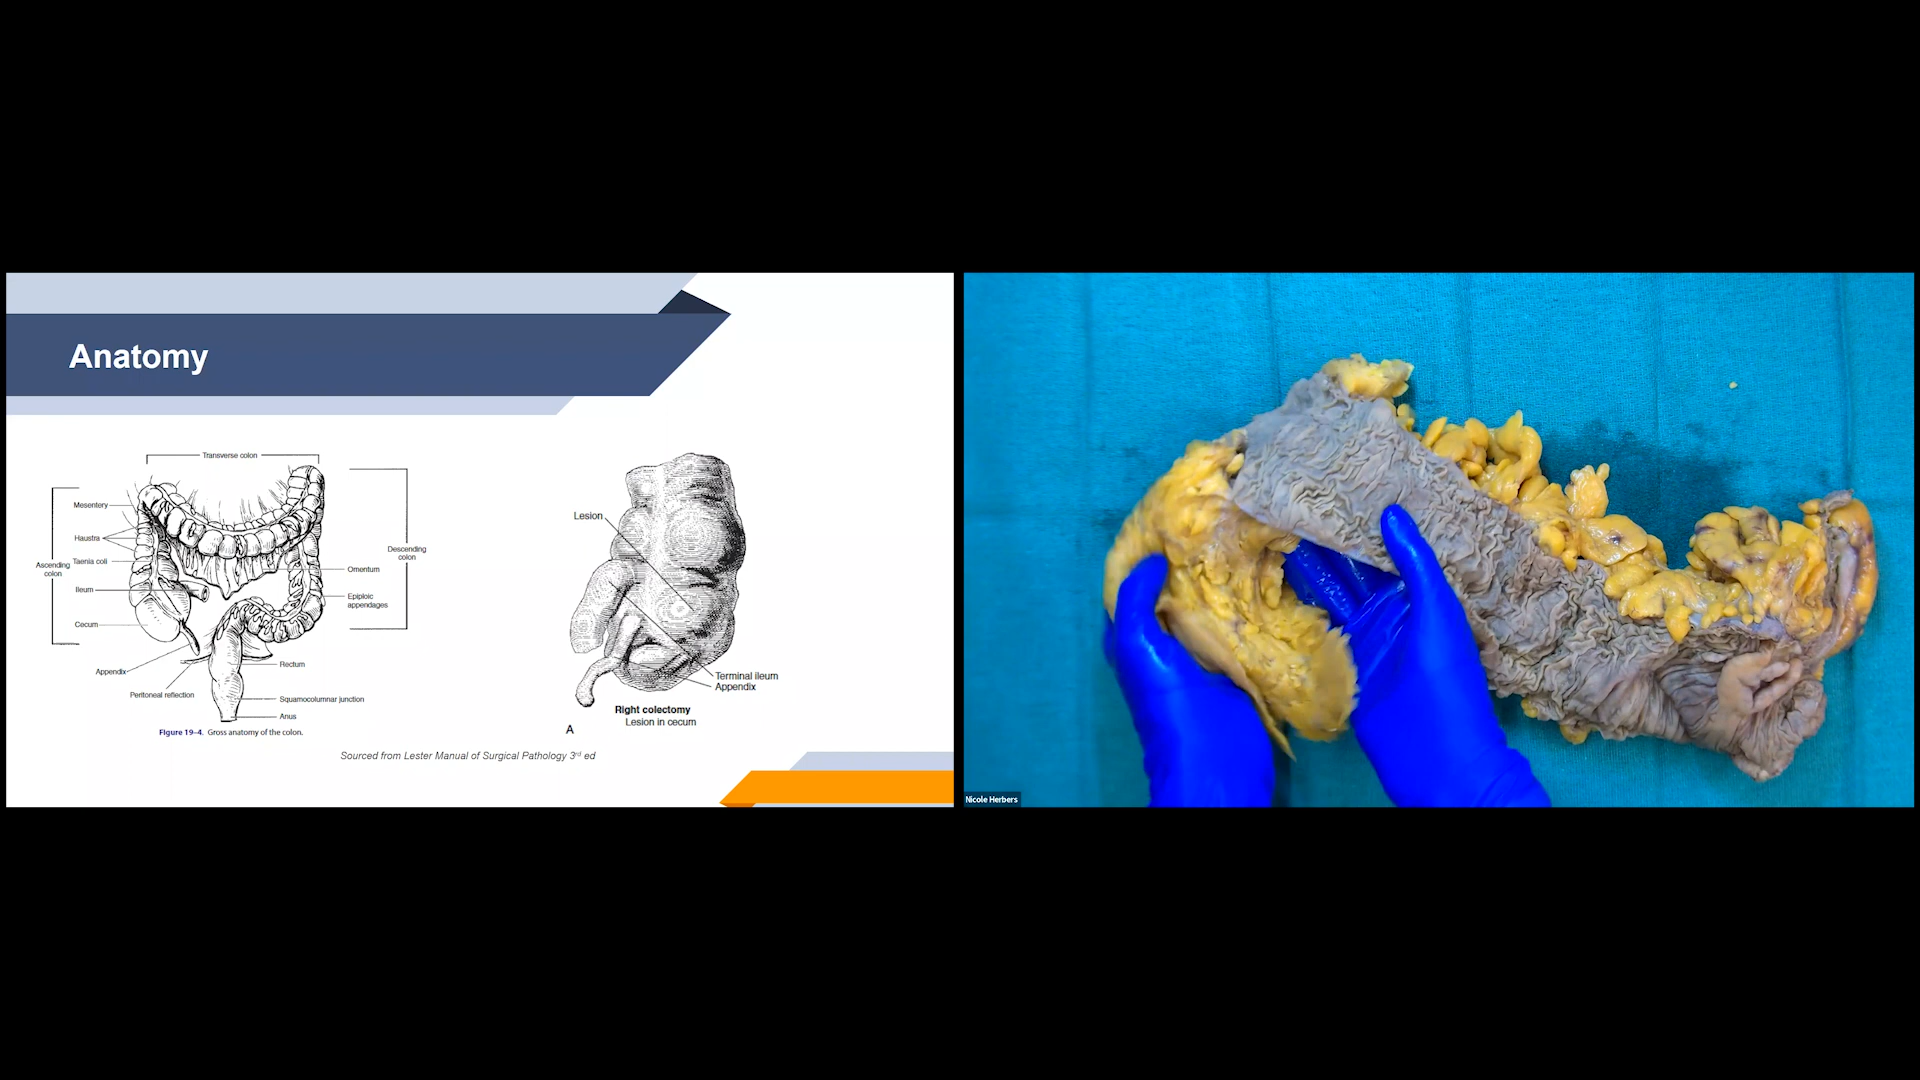 Anatomy
Transverse colon
Mesentery
Haustra
Ascending
colon
Taenia coli
Ileum
Cecum
Appendix
Peritoneal reflection
Descending
colon
Omentum
Epiploic
appendages
Rectum
Squamocolumnar junction
Anus
Figure 19–4. Gross anatomy of the colon.
Lesion
Terminal ileum
Appendix
Right colectomy
Lesion in cecum
A
Sourced from Lester Manual of Surgical Pathology 3rd ed
Nicole Herbers